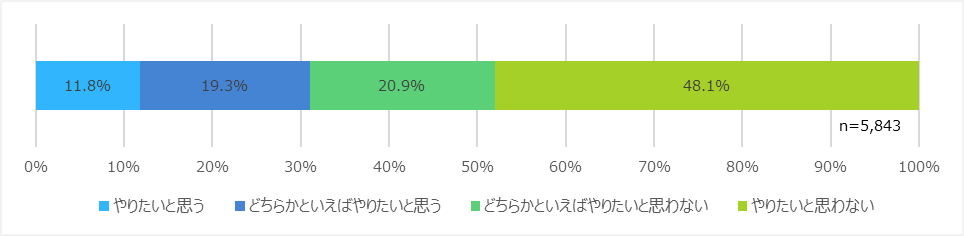 11.8% 19.3% 20.9% 48.1%
n=5,843
0% 10% 20% 30% 40% 50% 60% 70% 80% 90% 100%
やりたいと思う どちらかといえばやりたいと思う どちらかといえばやりたいと思わない やりたいと思わない